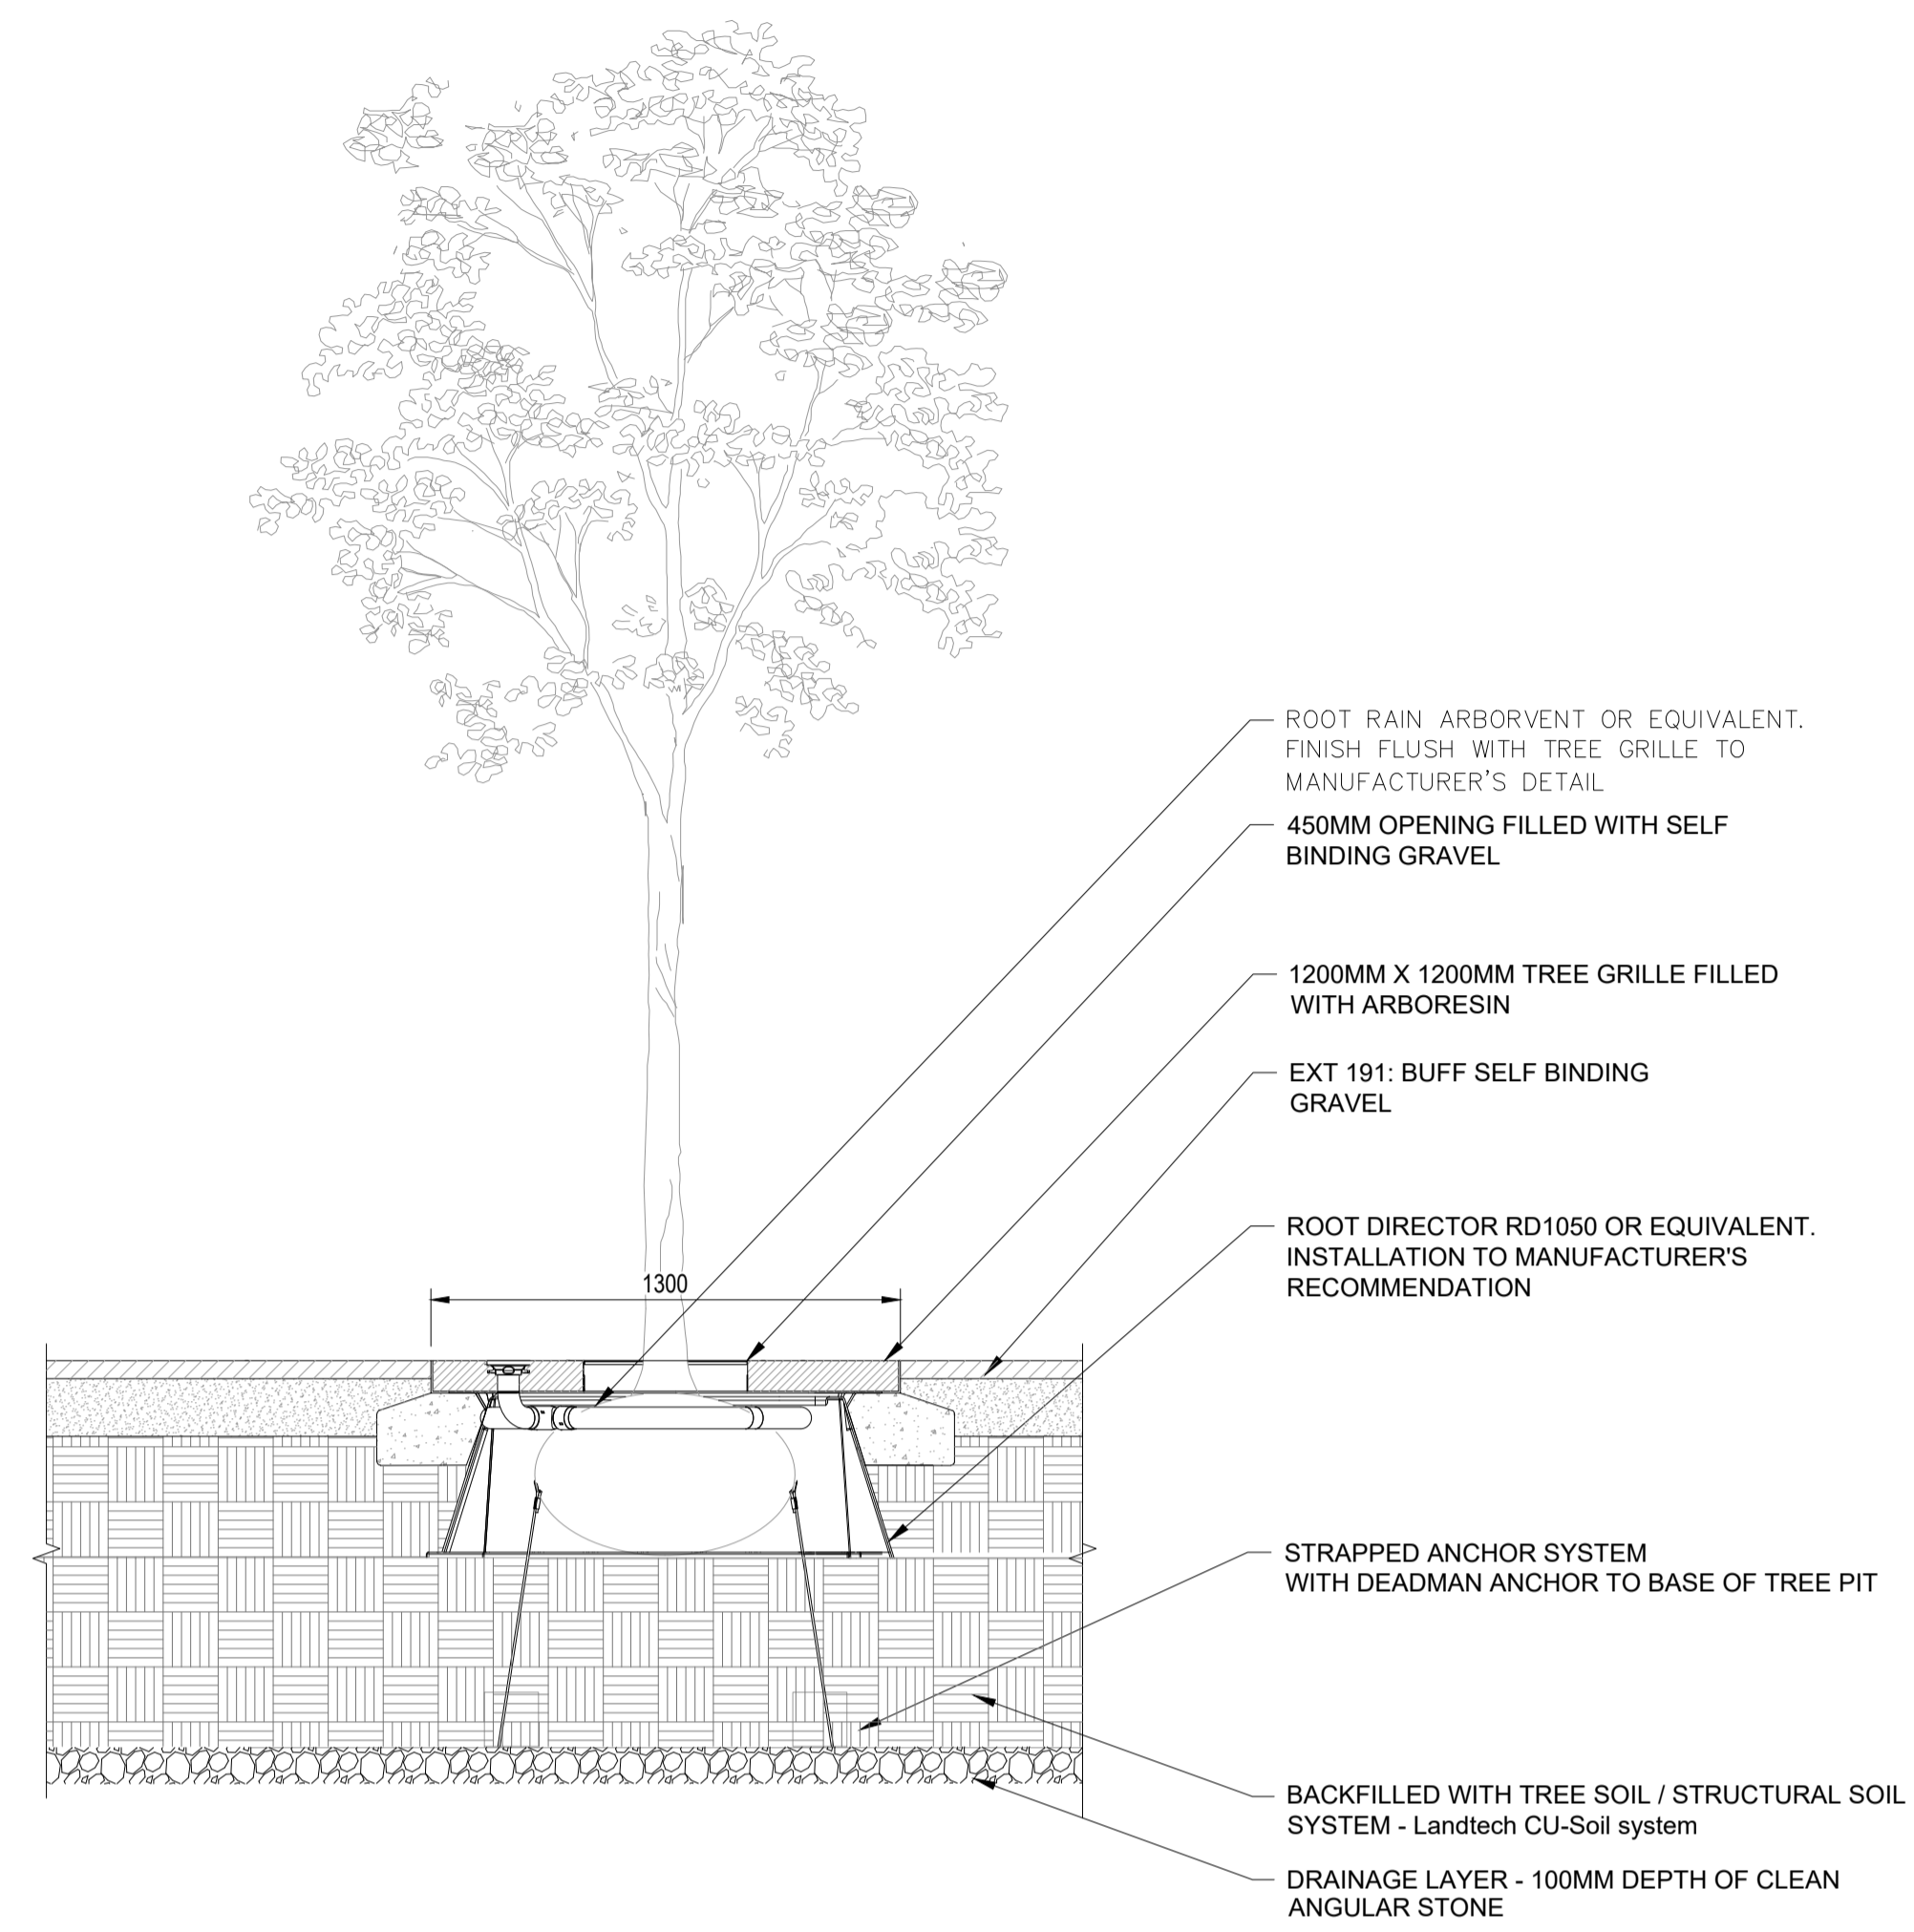 ROOT RAIN ARBORVENT OR EQUIVALENT.
FINISH FLUSH WITH TREE GRILLE TO
MANUFACTURER'S DETAIL
450MM OPENING FILLED WITH SELF
BINDING GRAVEL
1200MM X 1200MM TREE GRILLE FILLED
WITH ARBORESIN
EXT 191: BUFF SELF BINDING
GRAVEL
ROOT DIRECTOR RD1050 OR EQUIVALENT.
INSTALLATION TO MANUFACTURER'S
RECOMMENDATION
1300
STRAPPED ANCHOR SYSTEM
WITH DEADMAN ANCHOR TO BASE OF TREE PIT
BACKFILLED WITH TREE SOIL / STRUCTURAL SOIL
SYSTEM - Landtech CU-Soil system
DRAINAGE LAYER - 100MM DEPTH OF CLEAN
ANGULAR STONE